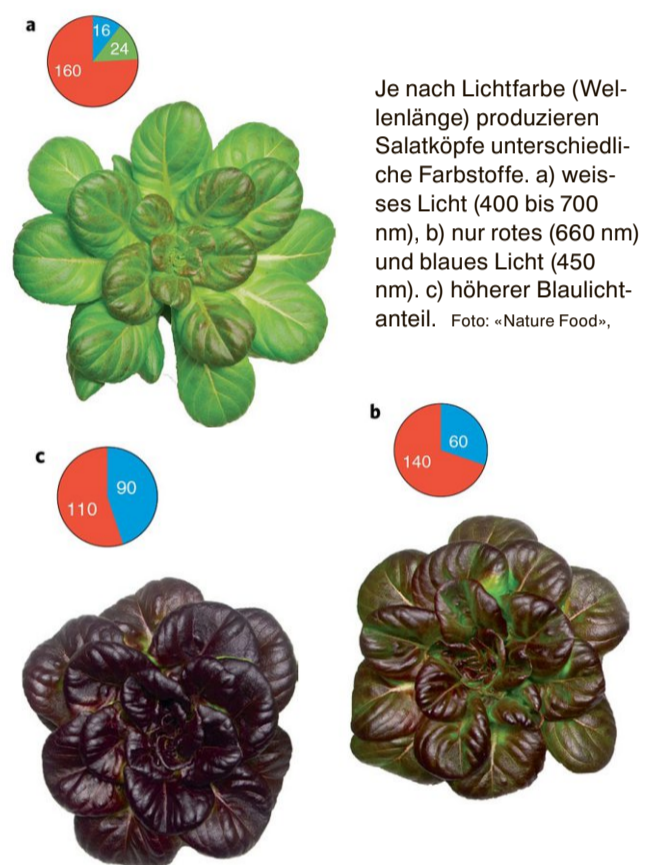 a
16
24
160
Je nach Lichtfarbe (Wel-
lenlänge) produzieren
Salatköpfe unterschiedli-
che Farbstoffe. a) weis-
ses Licht (400 bis 700
nm), b) nur rotes (660 nm)
und blaues Licht (450
nm). c) höherer Blaulicht-
anteil. Foto: «Nature Food»,
b
60
140
c
90
110